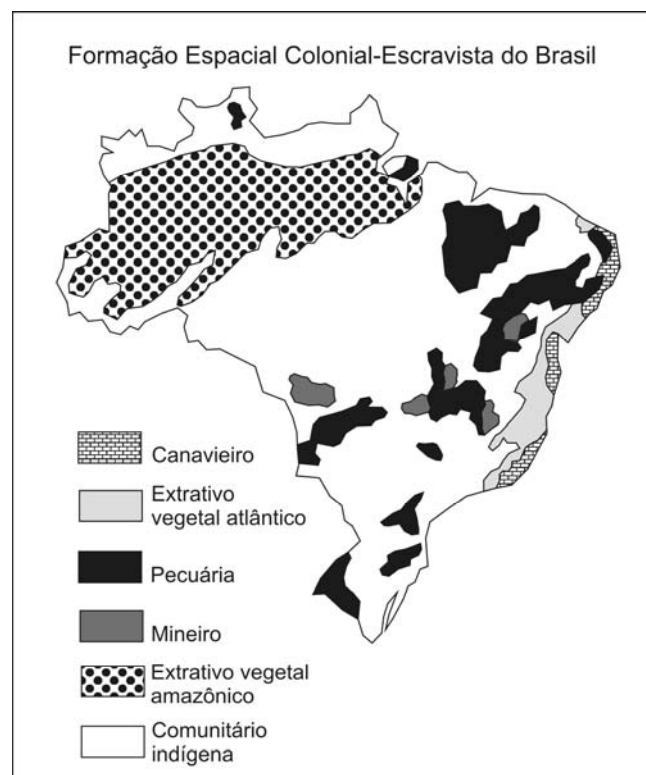 Formação Espacial Colonial-Escravista do Brasil
Canavieiro
Extrativo
vegetal atlântico
Pecuária
Mineiro
Extrativo vegetal
amazônico
Comunitário
indígena